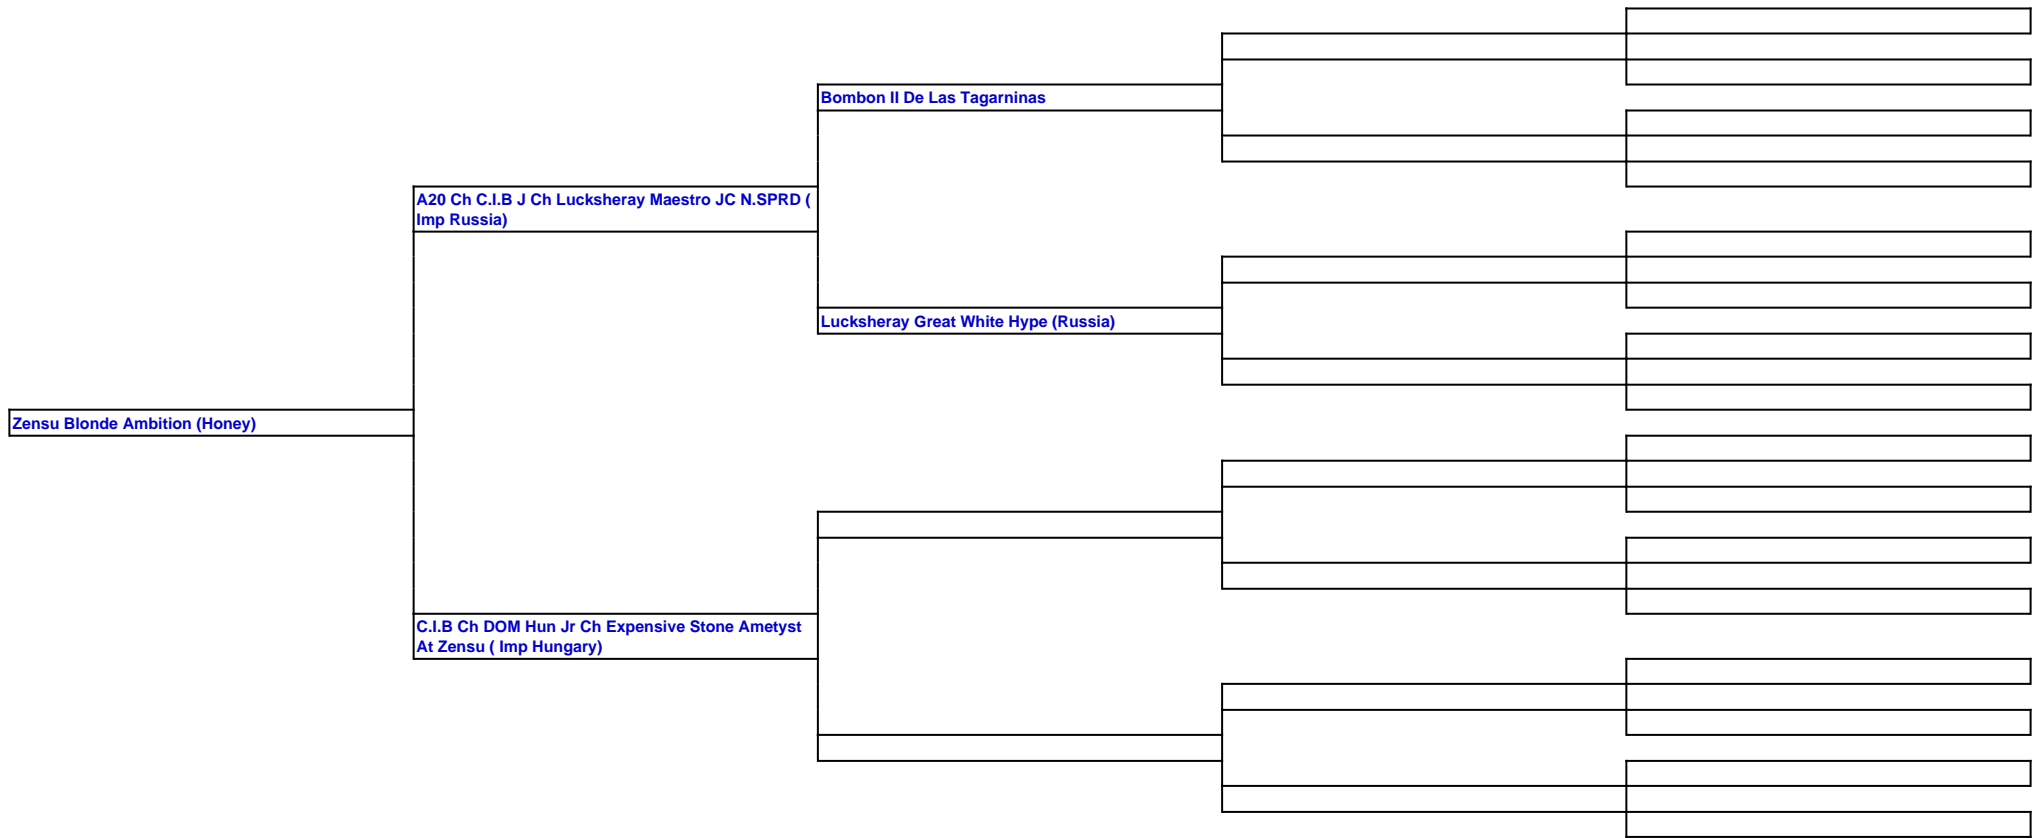 Bombon II De Las Tagarninas
A20 Ch C.I.B J Ch Lucksheray Maestro JC N.SPRD (
Imp Russia)
Lucksheray Great White Hype (Russia)
Zensu Blonde Ambition (Honey)
C.I.B Ch DOM Hun Jr Ch Expensive Stone Ametyst
At Zensu ( Imp Hungary)